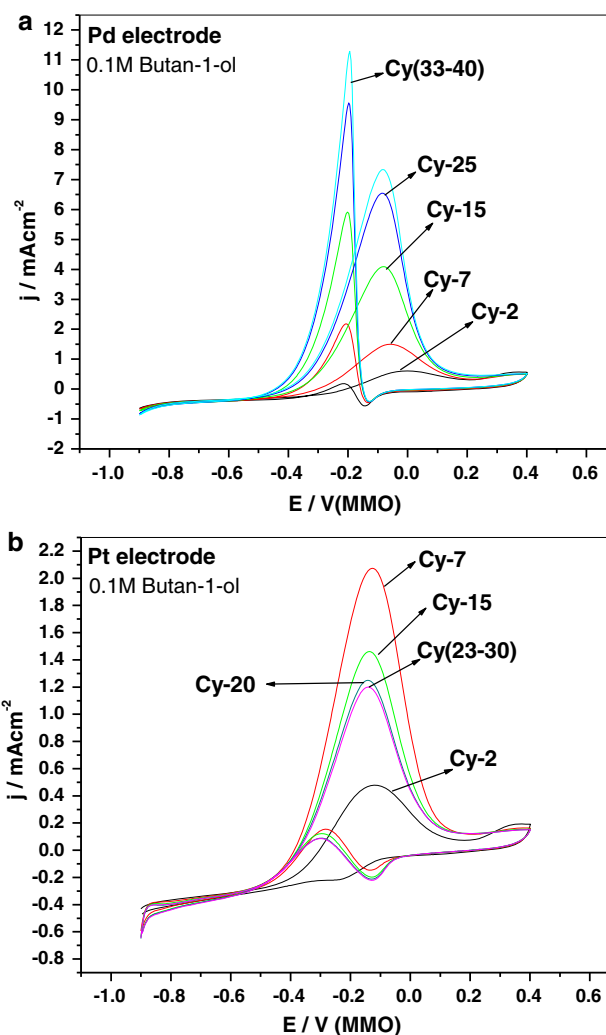 a
Pd electrode
0.1M Butan-1-ol
Cy(33-40)
Cy-25
Cy-15
Cy-7
Cy-2
12
11
10
9
8
7
6
5
4
3
2
1
0
-1
-2
j / mAcm-2
-1.0 -0.8 -0.6 -0.4 -0.2 0.0 0.2 0.4 0.6
E / V(MMO)
b
Pt electrode
0.1M Butan-1-ol
Cy-7
Cy-15
Cy(23-30)
Cy-20
Cy-2
2.2
2.0
1.8
1.6
1.4
1.2
1.0
0.8
0.6
0.4
0.2
0.0
-0.2
-0.4
-0.6
-0.8
j / mAcm-2
-1.0 -0.8 -0.6 -0.4 -0.2 0.0 0.2 0.4 0.6
E / V (MMO)